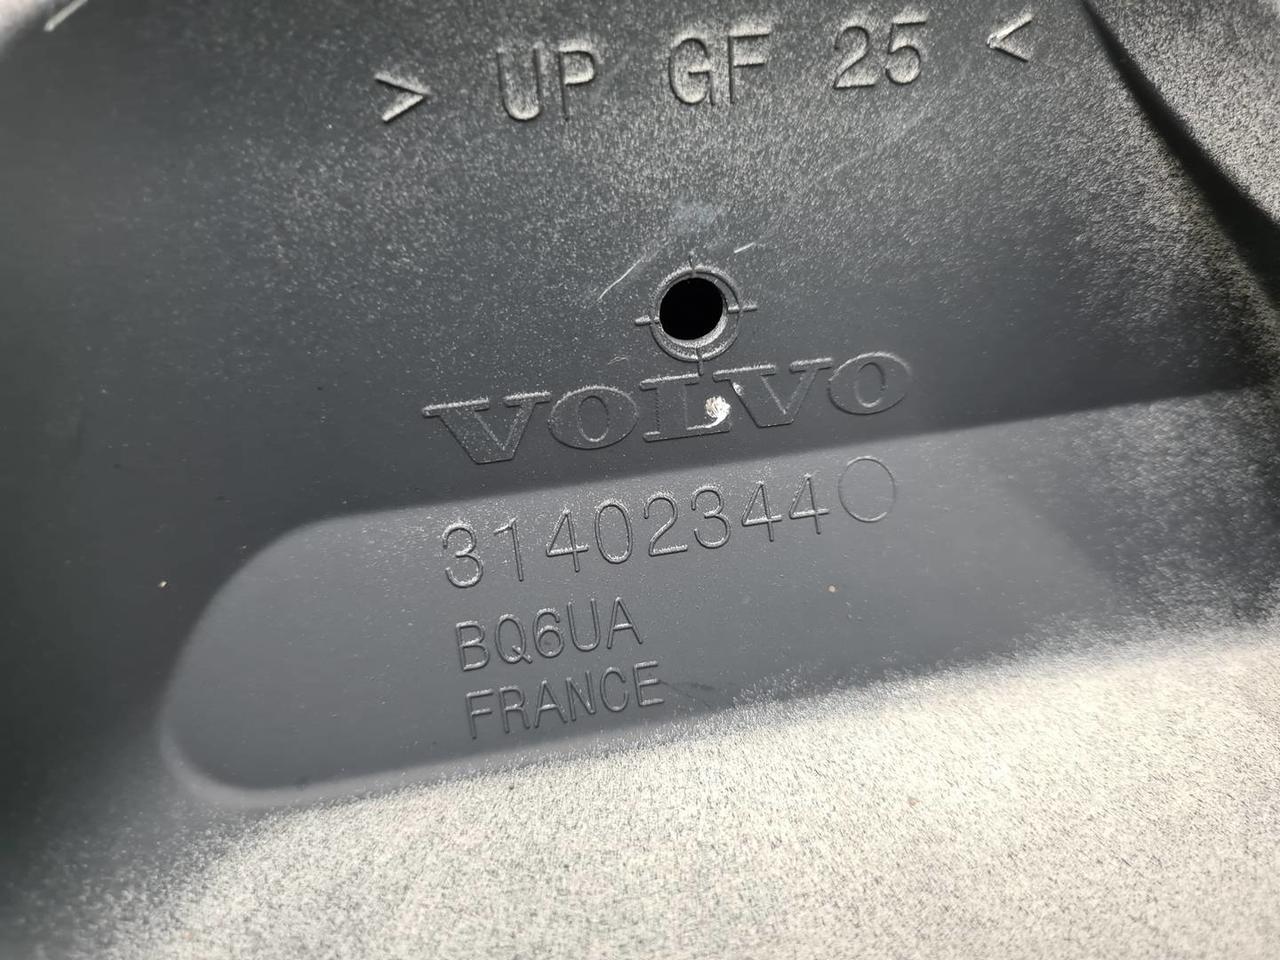 > UP GF 25 <
VOLVO
31402344
BQ6UA
FRANCE